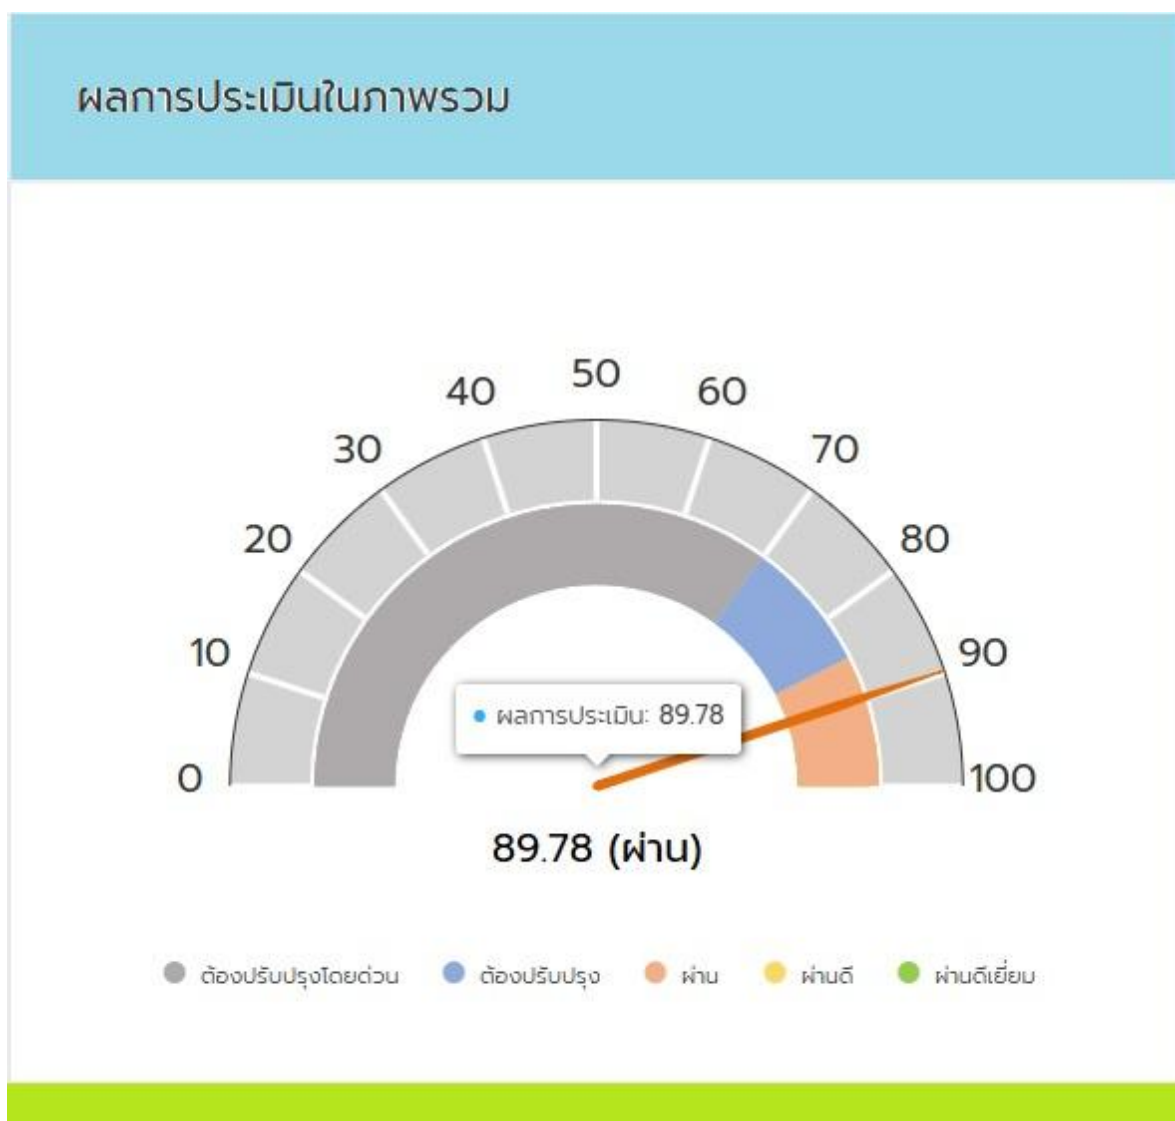 ผลการประเมินในภาพรวม
50
40
60
30
70
20
80
10
90
ผลการประเมิน: 89.78
0
100
89.78 (ผ่าน)
ต้องปรับปรุงโดยด่วน ต้องปรับปรุง ผ่าน ผ่านดี ผ่านดีเยี่ยม